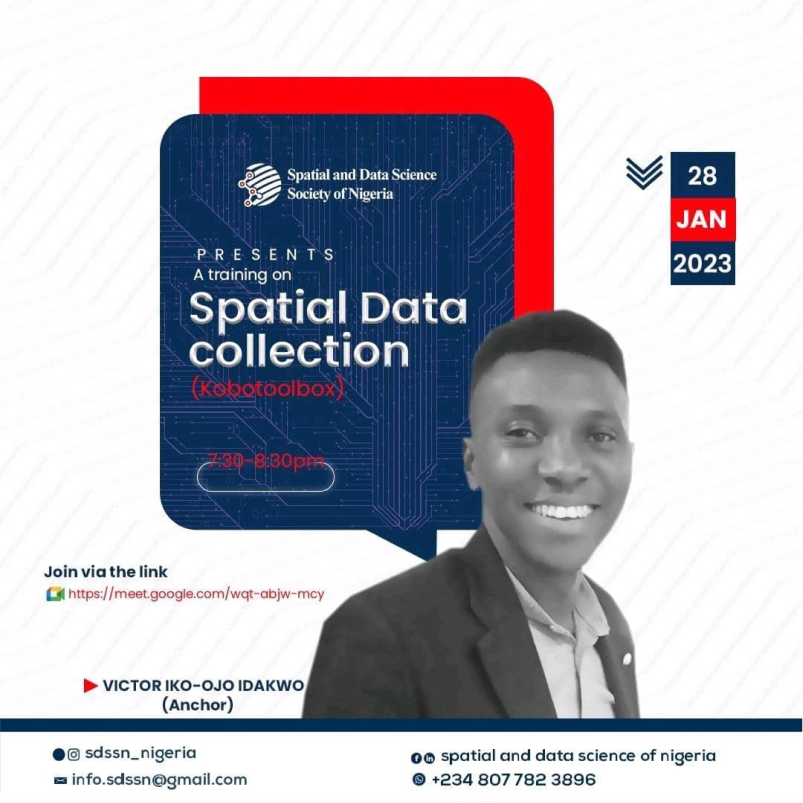 Spatial and Data Science
Society of Nigeria
28
JAN
2023
PRESENTS
A training on
Spatial Data
collection
(Kobotoolbox)
7:30-8:30pm
Join via the link
https://meet.google.com/wqt-abjw-mcy
VICTOR IKO-OJO IDAKWO
(Anchor)
sdssn_nigeria
info.sdssn@gmail.com
spatial and data science of nigeria
+234 807 782 3896